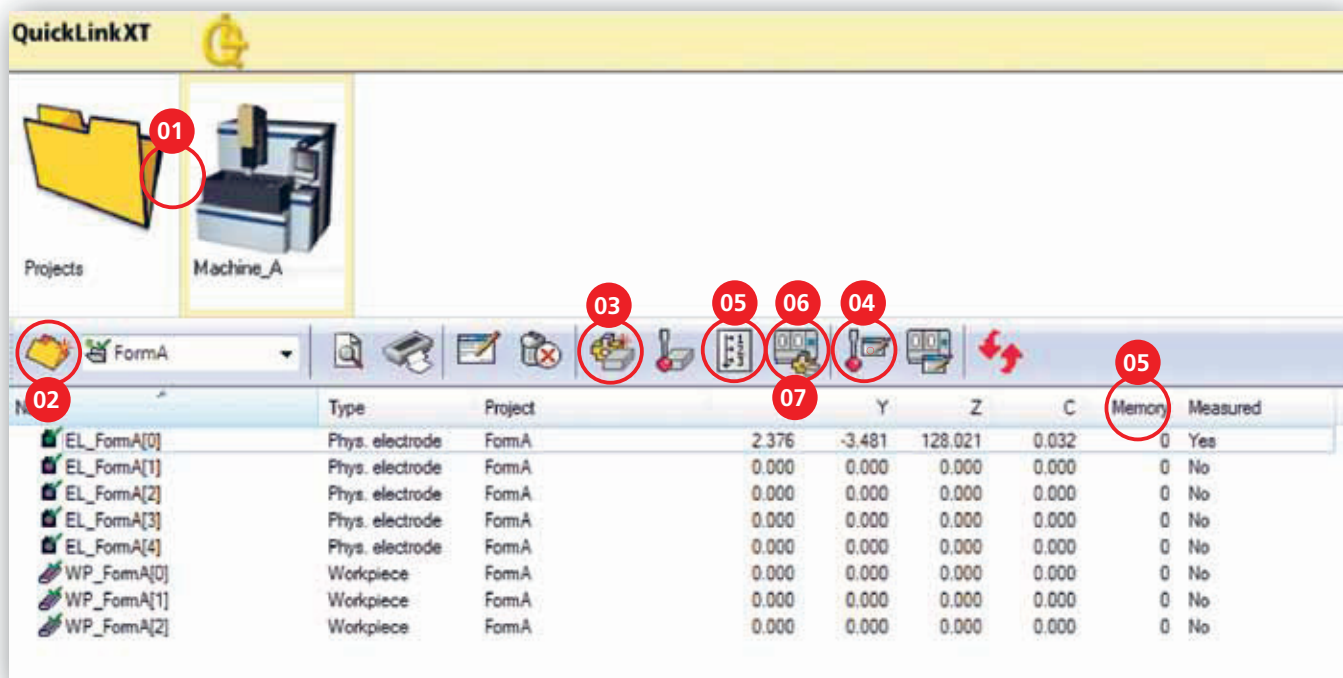 QuickLinkXT
01
Projects
Machine_A
03
05
06
04
FormA
02
07
05
N
Type Project Y Z C Memory Measured
EL_FormA[0] Phys. electrode FormA 2.376 -3.481 128.021 0.032 0 Yes
EL_FormA[1] Phys. electrode FormA 0.000 0.000 0.000 0.000 0 No
EL_FormA[2] Phys. electrode FormA 0.000 0.000 0.000 0.000 0 No
EL_FormA[3] Phys. electrode FormA 0.000 0.000 0.000 0.000 0 No
EL_FormA[4] Phys. electrode FormA 0.000 0.000 0.000 0.000 0 No
WP_FormA[0] Workpiece FormA 0.000 0.000 0.000 0.000 0 No
WP_FormA[1] Workpiece FormA 0.000 0.000 0.000 0.000 0 No
WP_FormA[2] Workpiece FormA 0.000 0.000 0.000 0.000 0 No